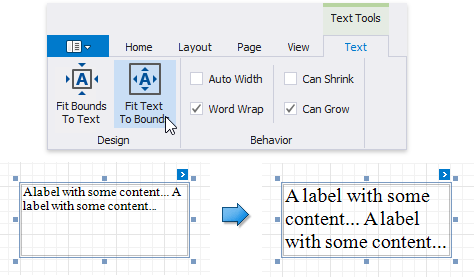 Text Tools
Home Layout Page View Text
Fit Bounds
To Text
Fit Text
To Bounds
Auto Width
Can Shrink
Word Wrap
Can Grow
Design
Behavior
A label with some content... A
label with some content...
A label with some
content... A label
with some content...